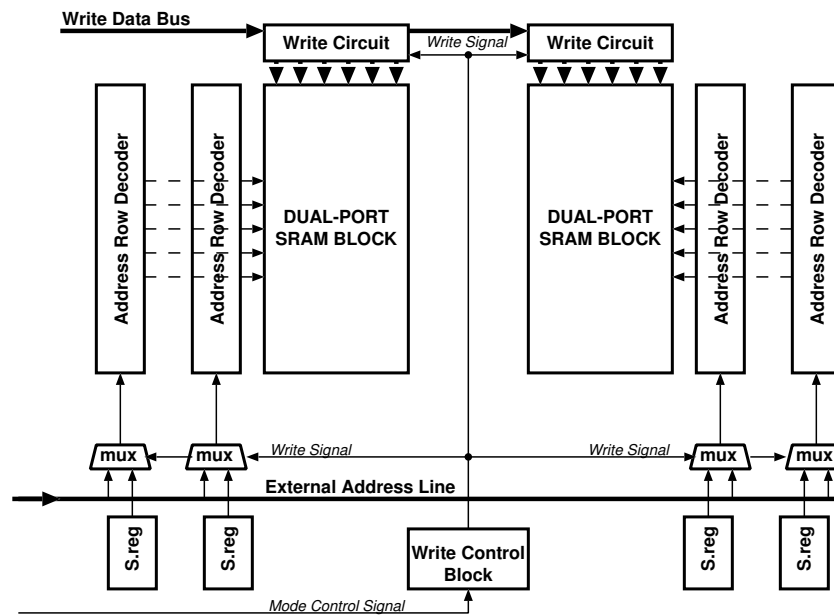 Write Data Bus
Write Circuit
Write Signal
Write Circuit
Address Row Decoder
Address Row Decoder
DUAL-PORT
SRAM BLOCK
DUAL-PORT
SRAM BLOCK
Address Row Decoder
Address Row Decoder
mux
mux
Write Signal
Write Signal
mux
mux
External Address Line
S.reg
S.reg
Write Control
Block
S.reg
S.reg
Mode Control Signal